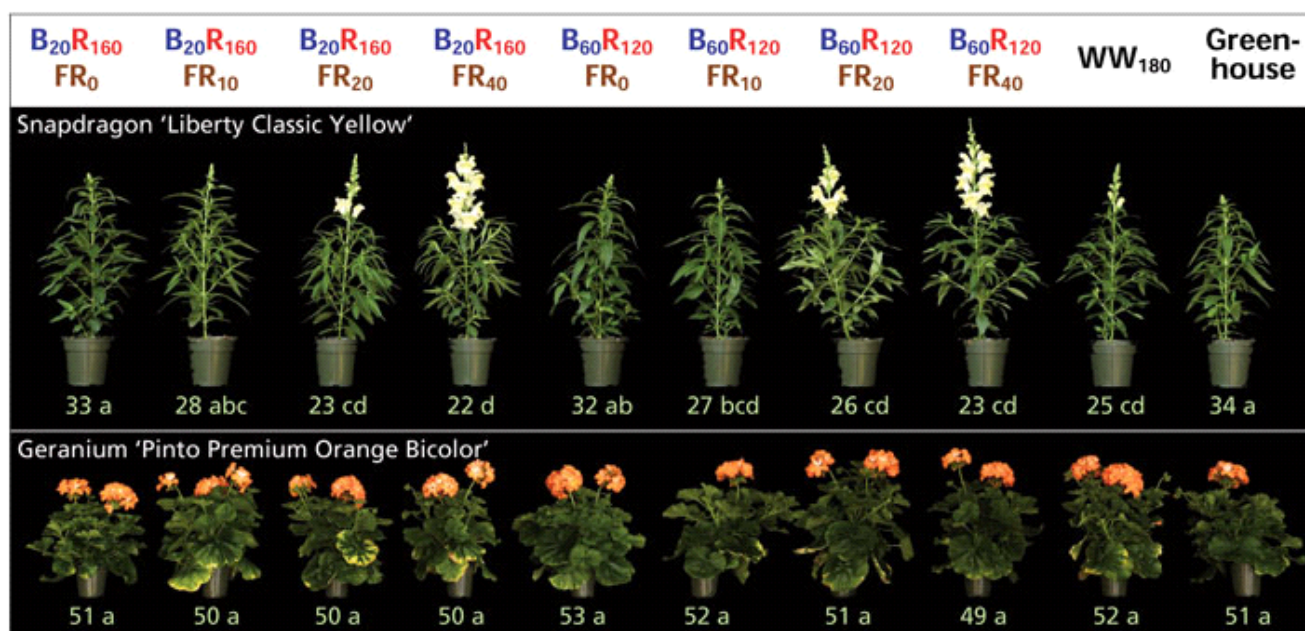 B₂₀R₁₆₀ B₂₀R₁₆₀ B₂₀R₁₆₀ B₂₀R₁₆₀ B₆₀R₁₂₀ B₆₀R₁₂₀ B₆₀R₁₂₀ B₆₀R₁₂₀ WW₁₈₀ Green-
FR₀ FR₁₀ FR₂₀ FR₄₀ FR₀ FR₁₀ FR₂₀ FR₄₀ house
Snapdragon ‘Liberty Classic Yellow’
33 a 28 abc 23 cd 22 d 32 ab 27 bcd 26 cd 23 cd 25 cd 34 a
Geranium ‘Pinto Premium Orange Bicolor’
51 a 50 a 50 a 50 a 53 a 52 a 51 a 49 a 52 a 51 a